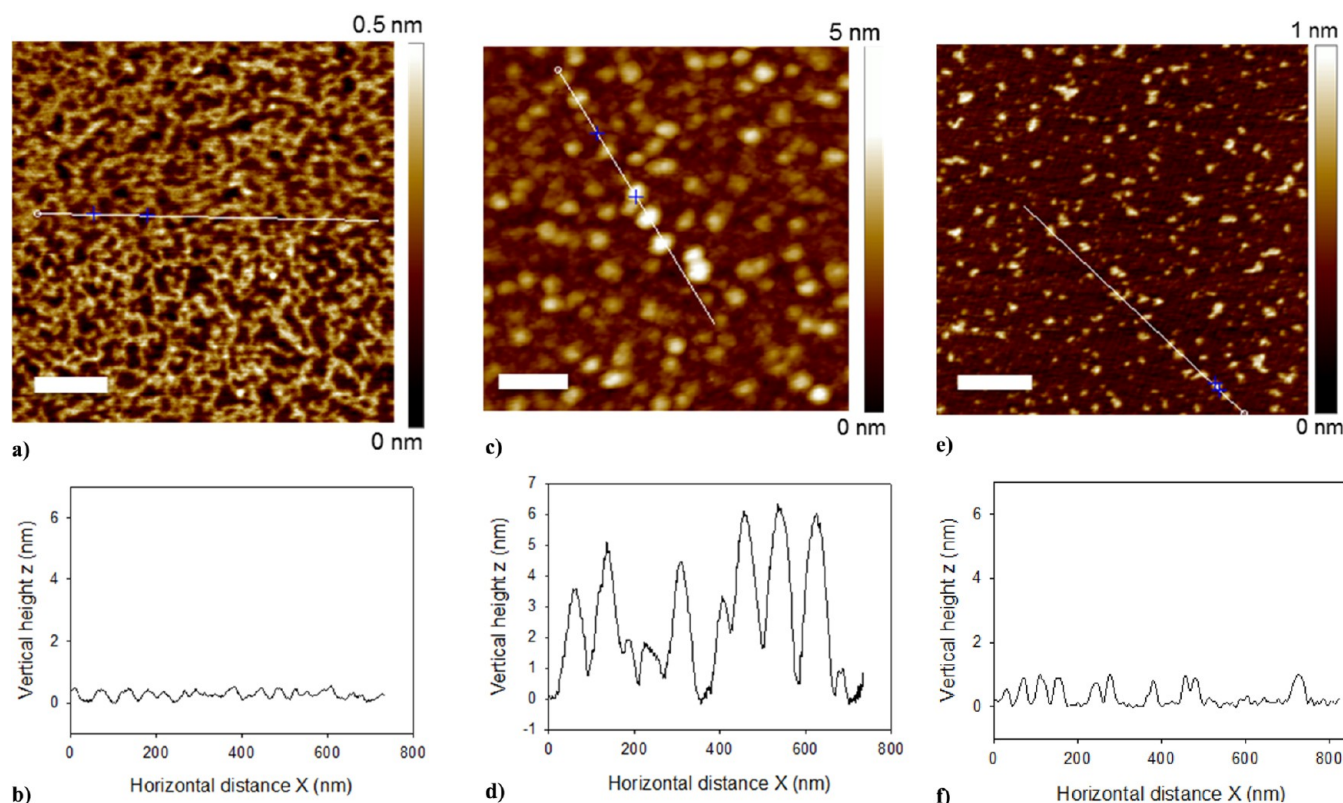 0.5 nm
0 nm
a)
5 nm
0 nm
c)
1 nm
0 nm
e)
Vertical height z (nm)
6
4
2
0
0 200 400 600 800
Horizontal distance X (nm)
b)
Vertical height z (nm)
7
6
5
4
3
2
1
0
-1
0 200 400 600 800
Horizontal distance X (nm)
d)
Vertical height z (nm)
6
4
2
0
0 200 400 600 800
Horizontal distance X (nm)
f)